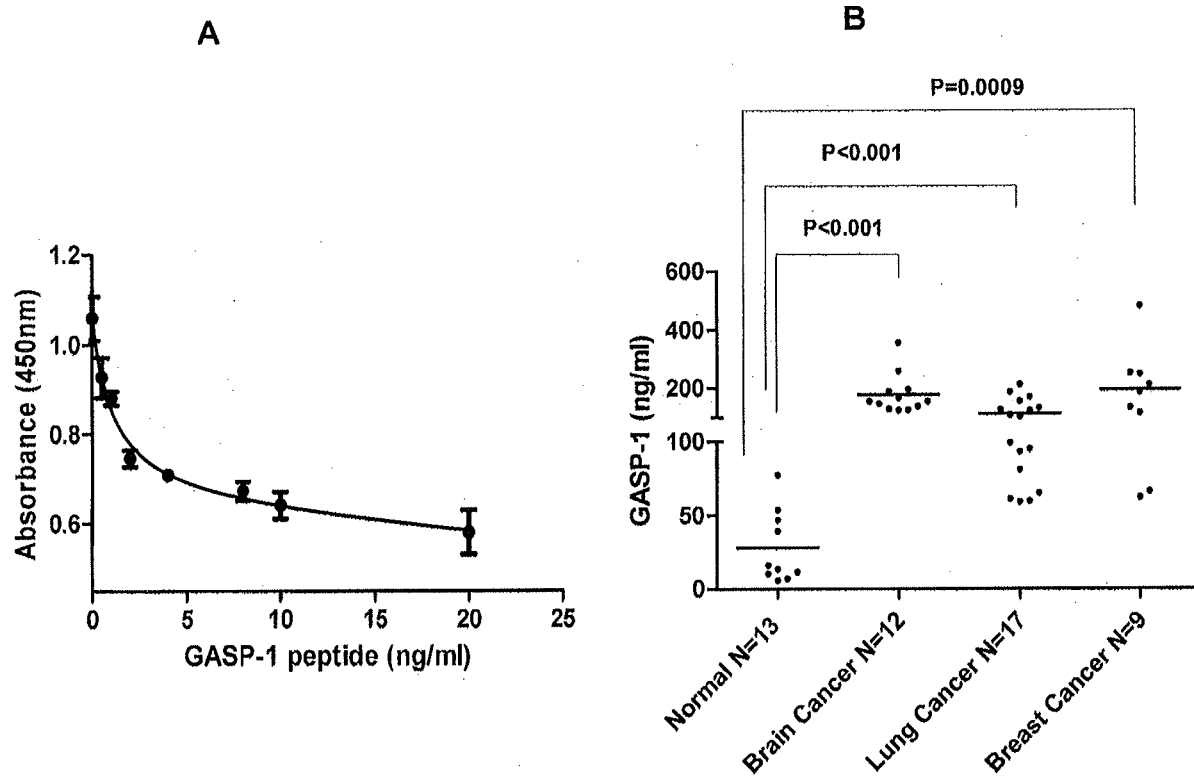 A
Absorbance (450nm)
1.2
1.0
0.8
0.6
0 5 10 15 20 25
GASP-1 peptide (ng/ml)
B
P=0.0009
P<0.001
P<0.001
GASP-1 (ng/ml)
600
400
200
100
50
0
Normal N=13
Brain Cancer N=12
Lung Cancer N=17
Breast Cancer N=9